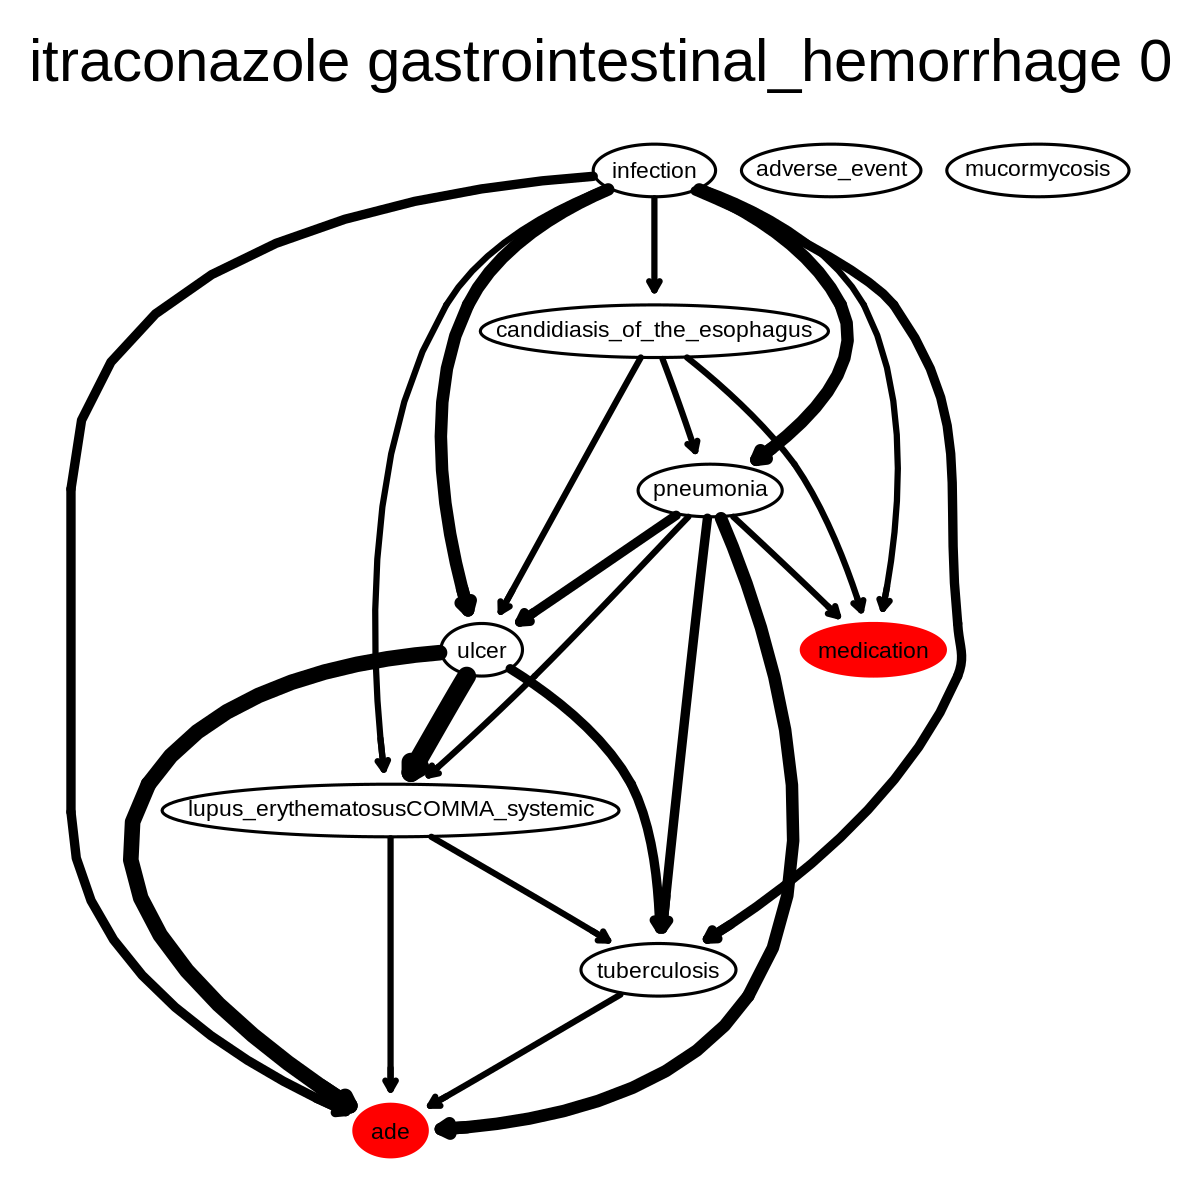 itraconazole gastrointestinal_hemorrhage 0
infection
adverse_event
mucormycosis
candidiasis_of_the_esophagus
pneumonia
ulcer
medication
lupus_erythematosusCOMMA_systemic
tuberculosis
ade